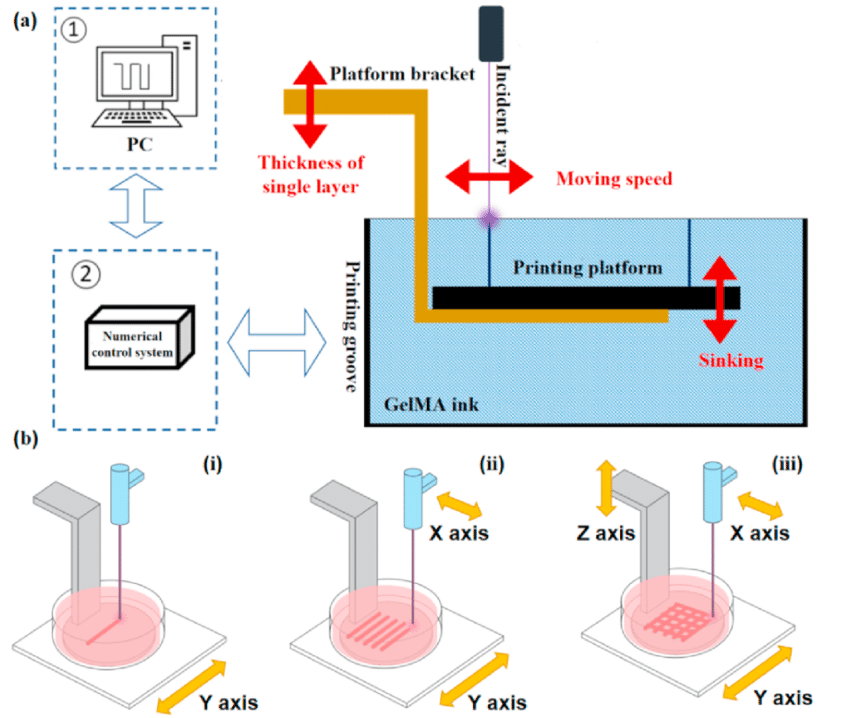 (a)
①
PC
②
Numerical
control system
Platform bracket
Thickness of
single layer
Incident ray
Moving speed
Printing groove
Printing platform
Sinking
GelMA ink
(b)
(i)
Y axis
(ii)
X axis
Y axis
(iii)
Z axis
X axis
Y axis